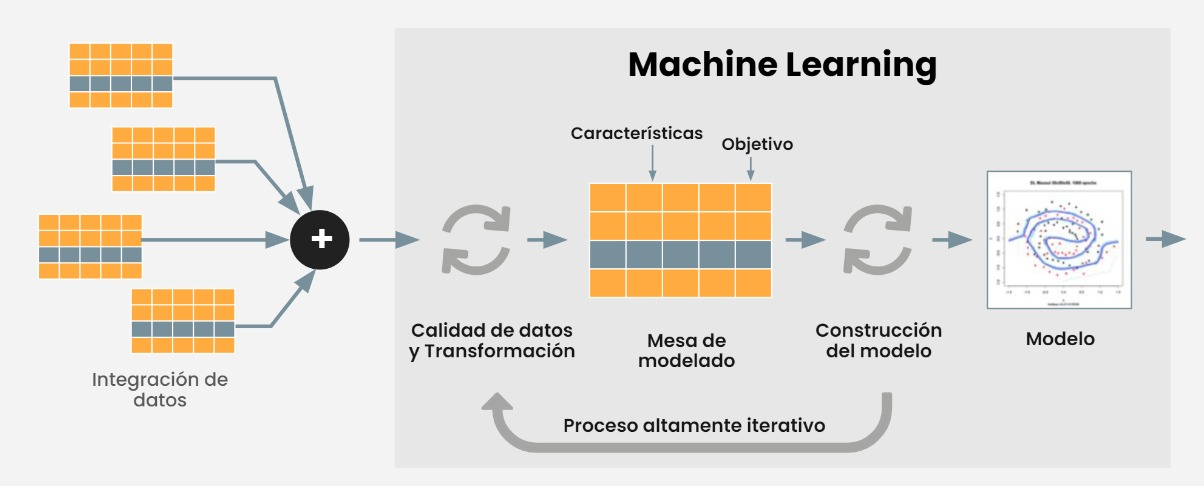 Machine Learning
Características
Objetivo
+
Integración de
datos
Calidad de datos
y Transformación
Mesa de
modelado
Construcción
del modelo
Modelo
Proceso altamente iterativo